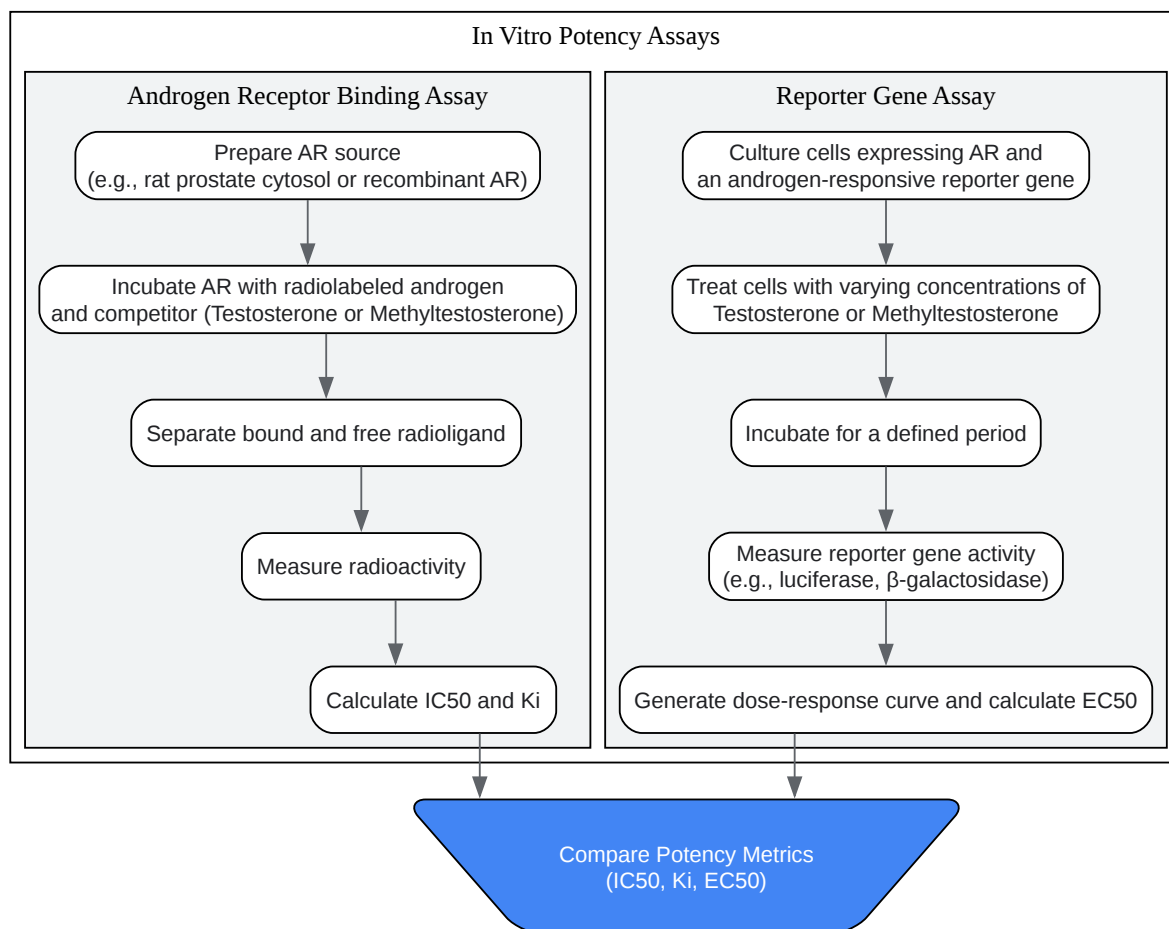 In Vitro Potency Assays
Androgen Receptor Binding Assay
Prepare AR source
(e.g., rat prostate cytosol or recombinant AR)
Incubate AR with radiolabeled androgen
and competitor (Testosterone or Methyltestosterone)
Separate bound and free radioligand
Measure radioactivity
Calculate IC50 and Ki
Reporter Gene Assay
Culture cells expressing AR and
an androgen-responsive reporter gene
Treat cells with varying concentrations of
Testosterone or Methyltestosterone
Incubate for a defined period
Measure reporter gene activity
(e.g., luciferase, β-galactosidase)
Generate dose-response curve and calculate EC50
Compare Potency Metrics
(IC50, Ki, EC50)